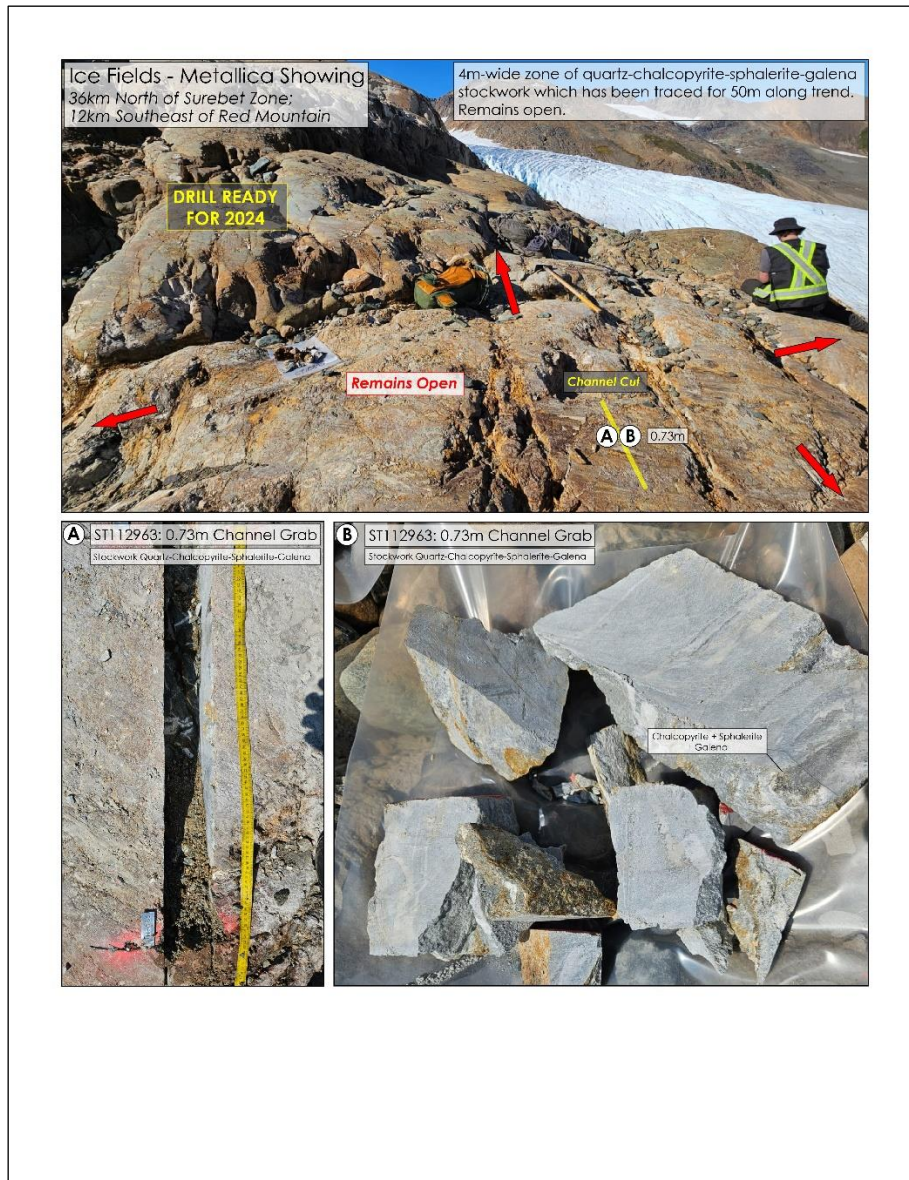 Ice Fields - Metallica Showing
36km North of Surebet Zone;
12km Southeast of Red Mountain
4m-wide zone of quartz-chalcopyrite-sphalerite-galena
stockwork which has been traced for 50m along trend.
Remains open.
DRILL READY
FOR 2024
Remains Open
Channel Cut
A B 0.73m
A ST112963: 0.73m Channel Grab
Stockwork Quartz-Chalcopyrite-Sphalerite-Galena
B ST112963: 0.73m Channel Grab
Stockwork Quartz-Chalcopyrite-Sphalerite-Galena
Chalcopyrite + Sphalerite
Galena